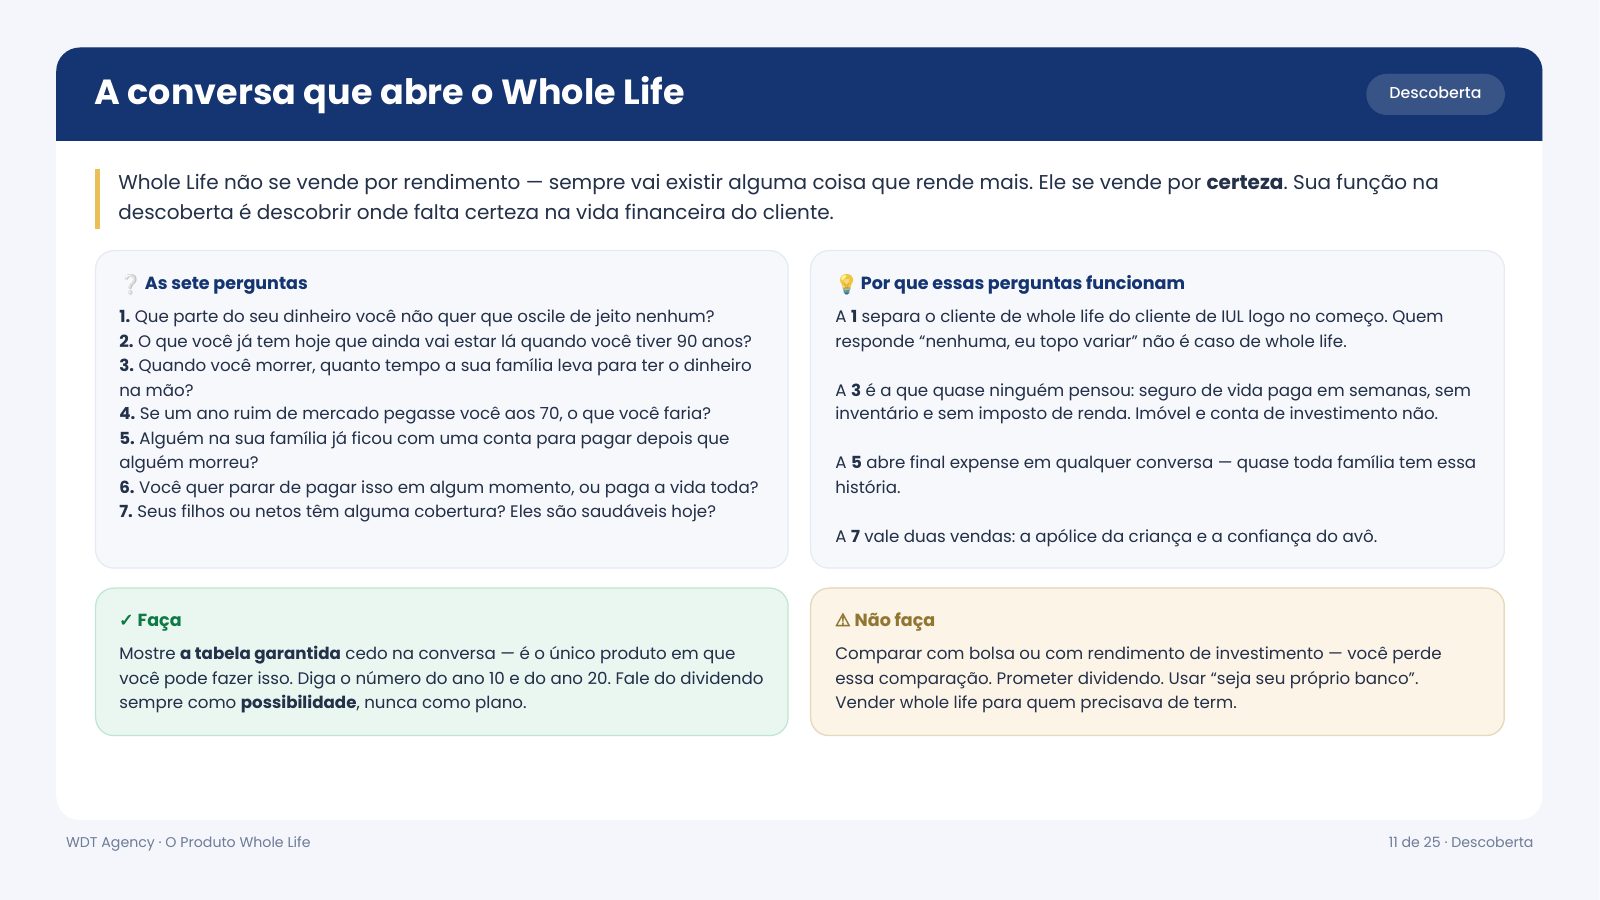 A conversa que abre o Whole Life
Descoberta
Whole Life não se vende por rendimento — sempre vai existir alguma coisa que rende mais. Ele se vende por certeza. Sua função na
descoberta é descobrir onde falta certeza na vida financeira do cliente.
❔ As sete perguntas
1. Que parte do seu dinheiro você não quer que oscile de jeito nenhum?
2. O que você já tem hoje que ainda vai estar lá quando você tiver 90 anos?
3. Quando você morrer, quanto tempo a sua família leva para ter o dinheiro
na mão?
4. Se um ano ruim de mercado pegasse você aos 70, o que você faria?
5. Alguém na sua família já ficou com uma conta para pagar depois que
alguém morreu?
6. Você quer parar de pagar isso em algum momento, ou paga a vida toda?
7. Seus filhos ou netos têm alguma cobertura? Eles são saudáveis hoje?
💡 Por que essas perguntas funcionam
A 1 separa o cliente de whole life do cliente de IUL logo no começo. Quem
responde “nenhuma, eu topo variar” não é caso de whole life.
A 3 é a que quase ninguém pensou: seguro de vida paga em semanas, sem
inventário e sem imposto de renda. Imóvel e conta de investimento não.
A 5 abre final expense em qualquer conversa — quase toda família tem essa
história.
A 7 vale duas vendas: a apólice da criança e a confiança do avô.
✓ Faça
Mostre a tabela garantida cedo na conversa — é o único produto em que
você pode fazer isso. Diga o número do ano 10 e do ano 20. Fale do dividendo
sempre como possibilidade, nunca como plano.
⚠ Não faça
Comparar com bolsa ou com rendimento de investimento — você perde
essa comparação. Prometer dividendo. Usar “seja seu próprio banco”.
Vender whole life para quem precisava de term.
WDT Agency · O Produto Whole Life
11 de 25 · Descoberta